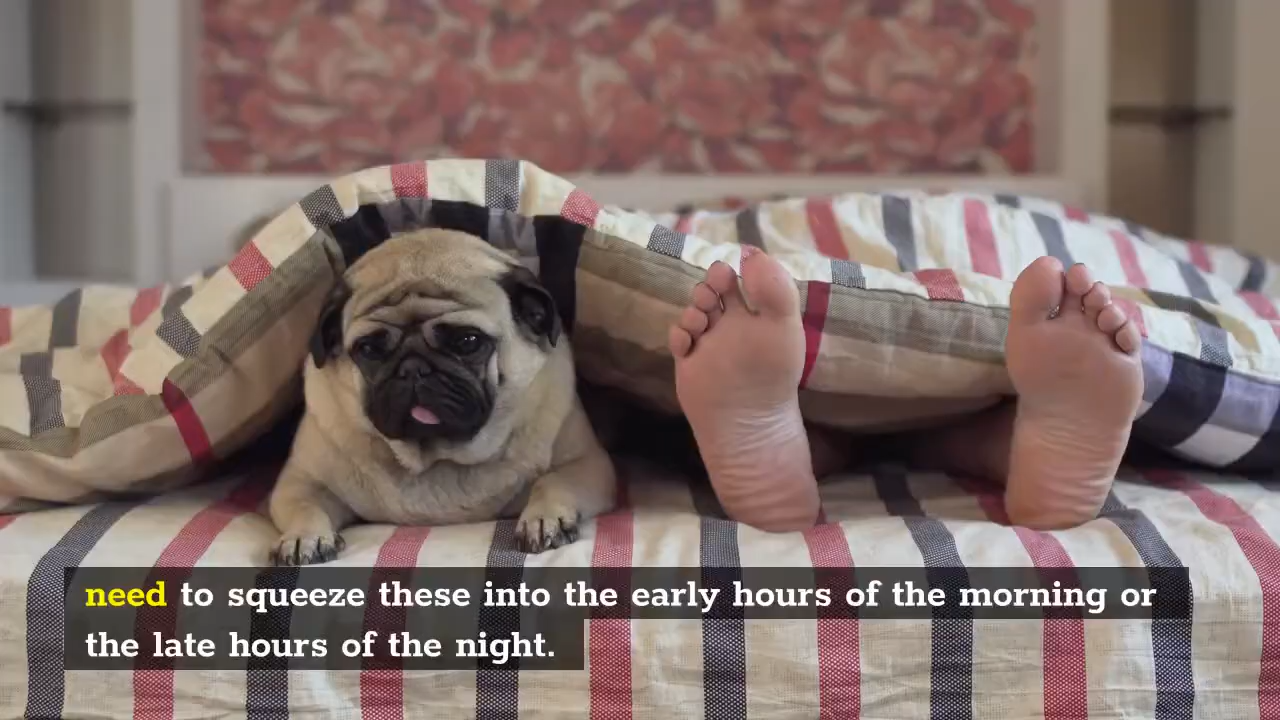 need to squeeze these into the early hours of the morning or
the late hours of the night.